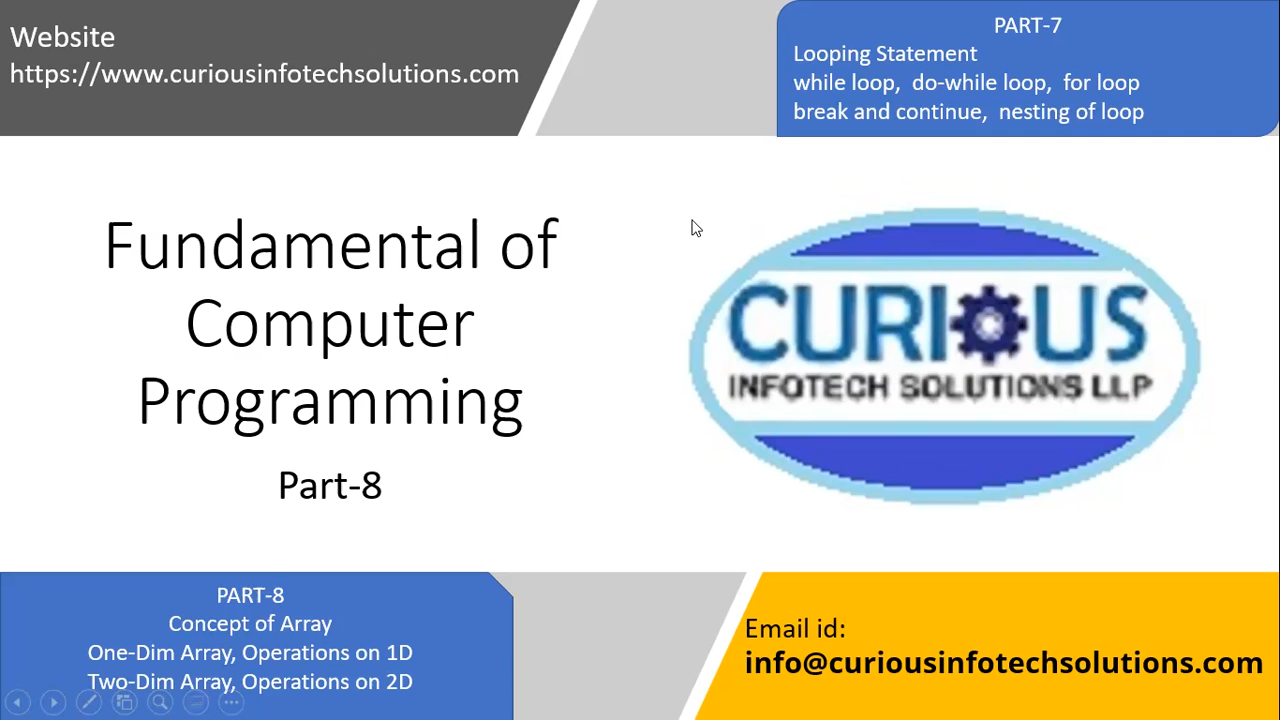 Website
https://www.curiousinfotechsolutions.com
PART-7
Looping Statement
while loop, do-while loop, for loop
break and continue, nesting of loop
Fundamental of
Computer
Programming
Part-8
CURIOUS
INFOTECH SOLUTIONS LLP
PART-8
Concept of Array
One-Dim Array, Operations on 1D
Two-Dim Array, Operations on 2D
Email id:
info@curiousinfotechsolutions.com